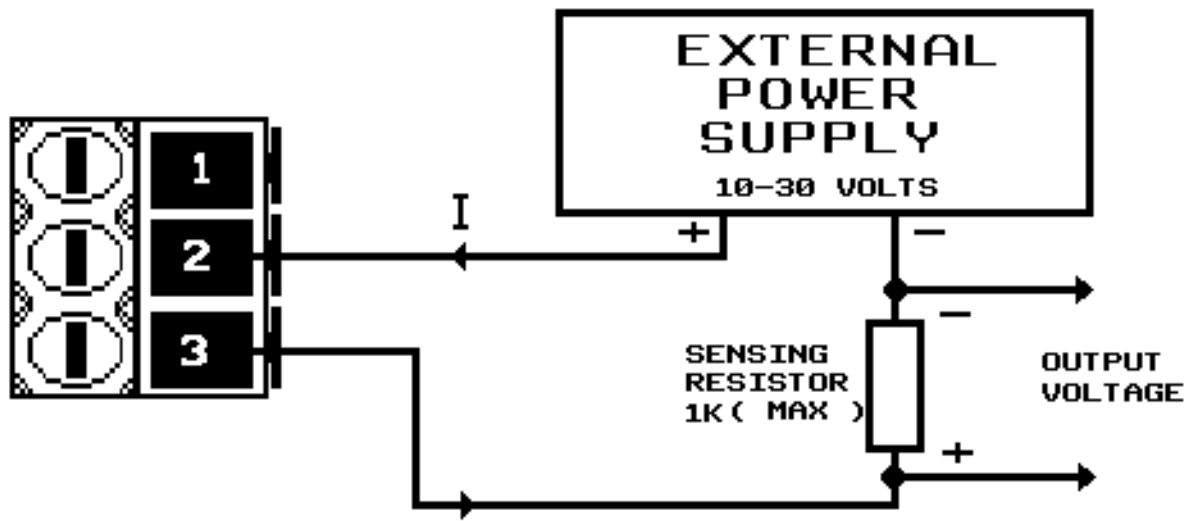 EXTERNAL
POWER
SUPPLY
10-30 VOLTS
1
I
+
−
2
−
3
SENSING
RESISTOR
1K( MAX )
OUTPUT
VOLTAGE
+